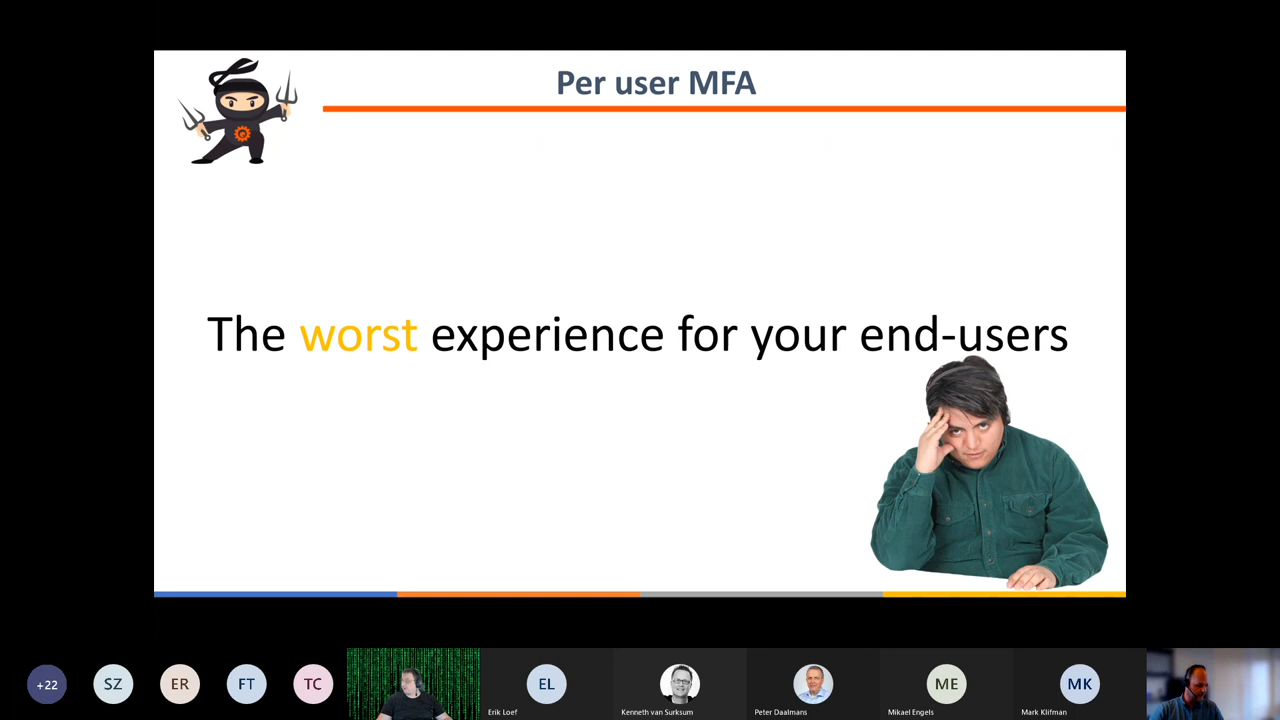 Per user MFA
The worst experience for your end-users
+22
SZ
ER
FT
TC
EL
ME
MK
Erik Loef
Kenneth van Surksum
Peter Daalmans
Mikael Engels
Mark Klifman